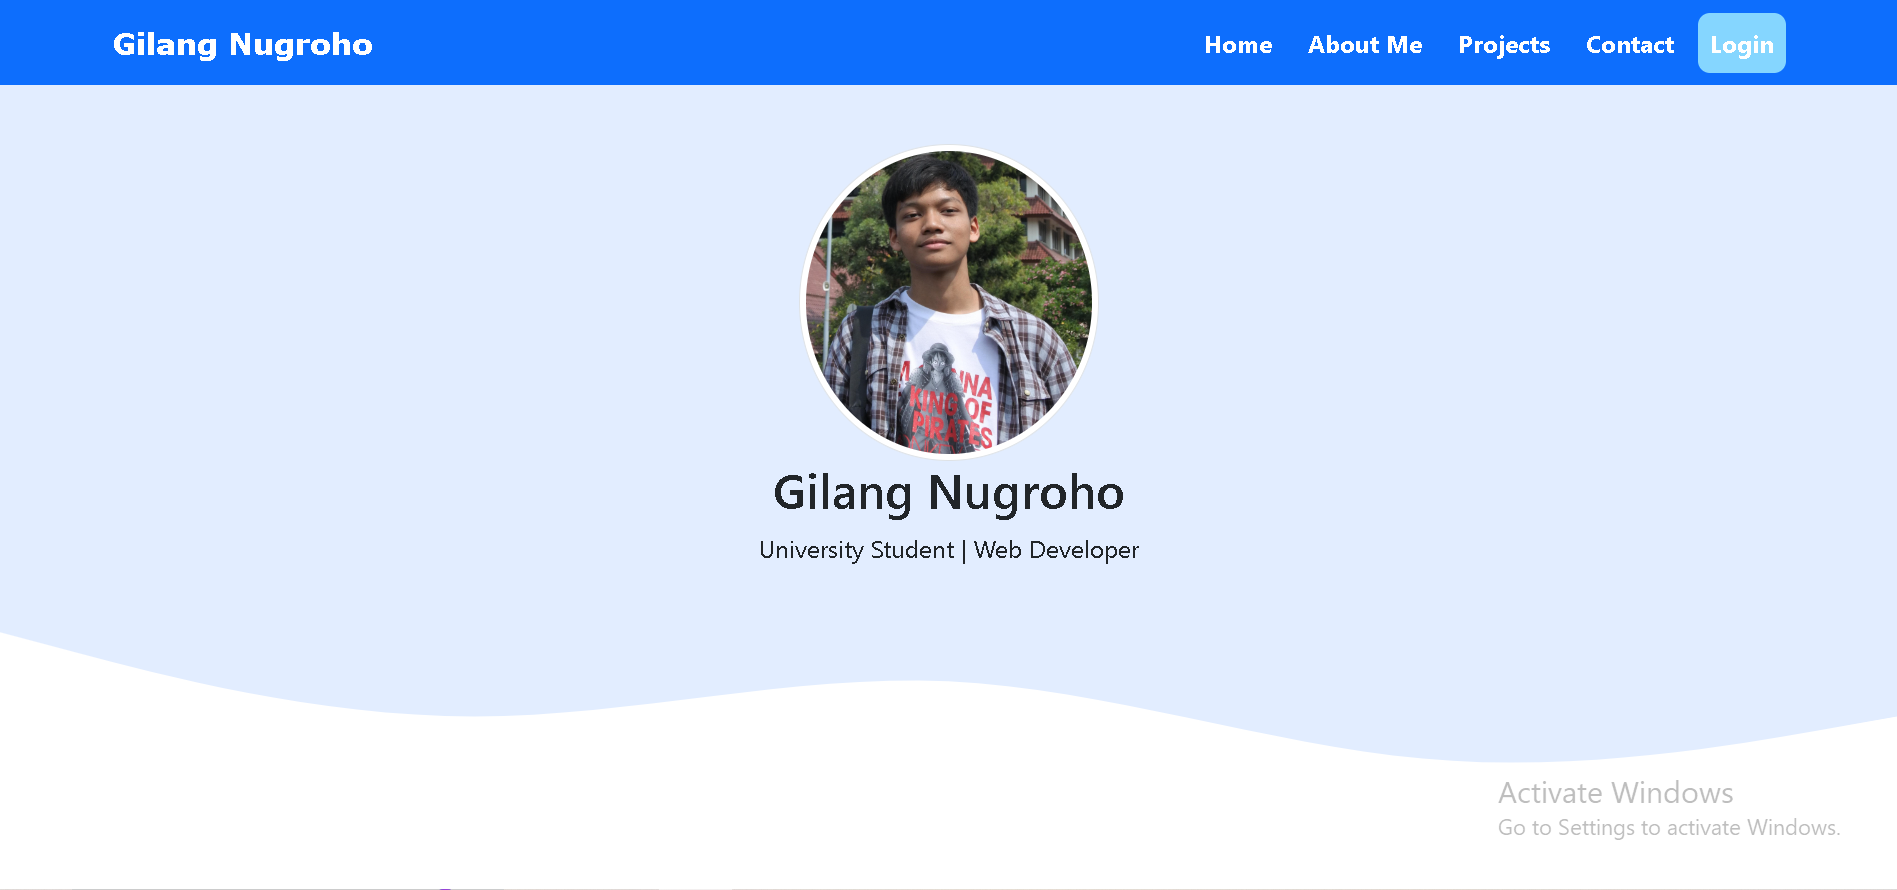 Gilang Nugroho
Home About Me Projects Contact Login
KING OF
PIRATES
Gilang Nugroho
University Student | Web Developer
Activate Windows
Go to Settings to activate Windows.